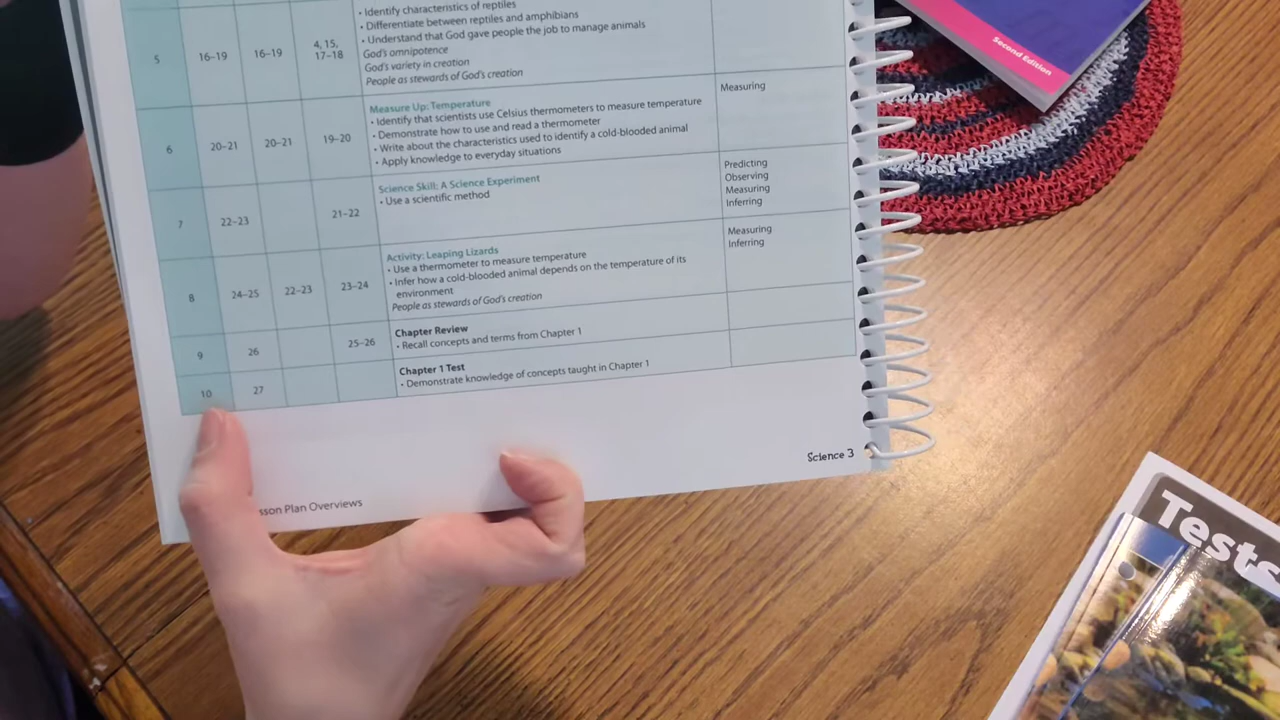 • Identify characteristics of reptiles
• Differentiate between reptiles and amphibians
• Understand that God gave people the job to manage animals
God's omnipotence
God's variety in creation
People as stewards of God's creation
5
16–19
16–19
4, 15,
17–18
Measure Up: Temperature
• Identify that scientists use Celsius thermometers to measure temperature
• Demonstrate how to use and read a thermometer
• Write about the characteristics used to identify a cold-blooded animal
• Apply knowledge to everyday situations
6
20–21
20–21
19–20
Measuring
Science Skill: A Science Experiment
• Use a scientific method
7
22–23
21–22
Predicting
Observing
Measuring
Inferring
Activity: Leaping Lizards
• Use a thermometer to measure temperature
• Infer how a cold-blooded animal depends on the temperature of its
environment
People as stewards of God's creation
8
24–25
22–23
23–24
Measuring
Inferring
Chapter Review
• Recall concepts and terms from Chapter 1
9
26
25–26
Chapter 1 Test
• Demonstrate knowledge of concepts taught in Chapter 1
10
27
sson Plan Overviews
Science 3
Second Edition
Tests